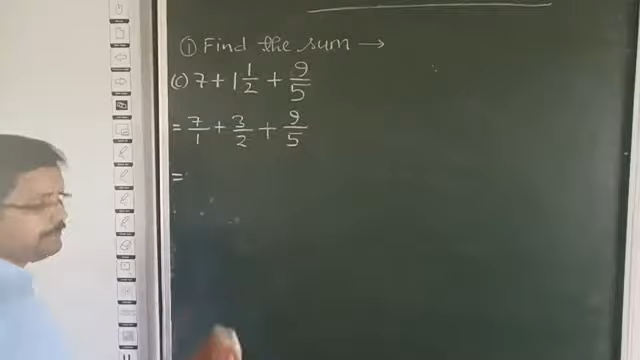 ① Find the sum →
(c) 7 + 1 1/2 + 9/5
= 7/1 + 3/2 + 9/5
=